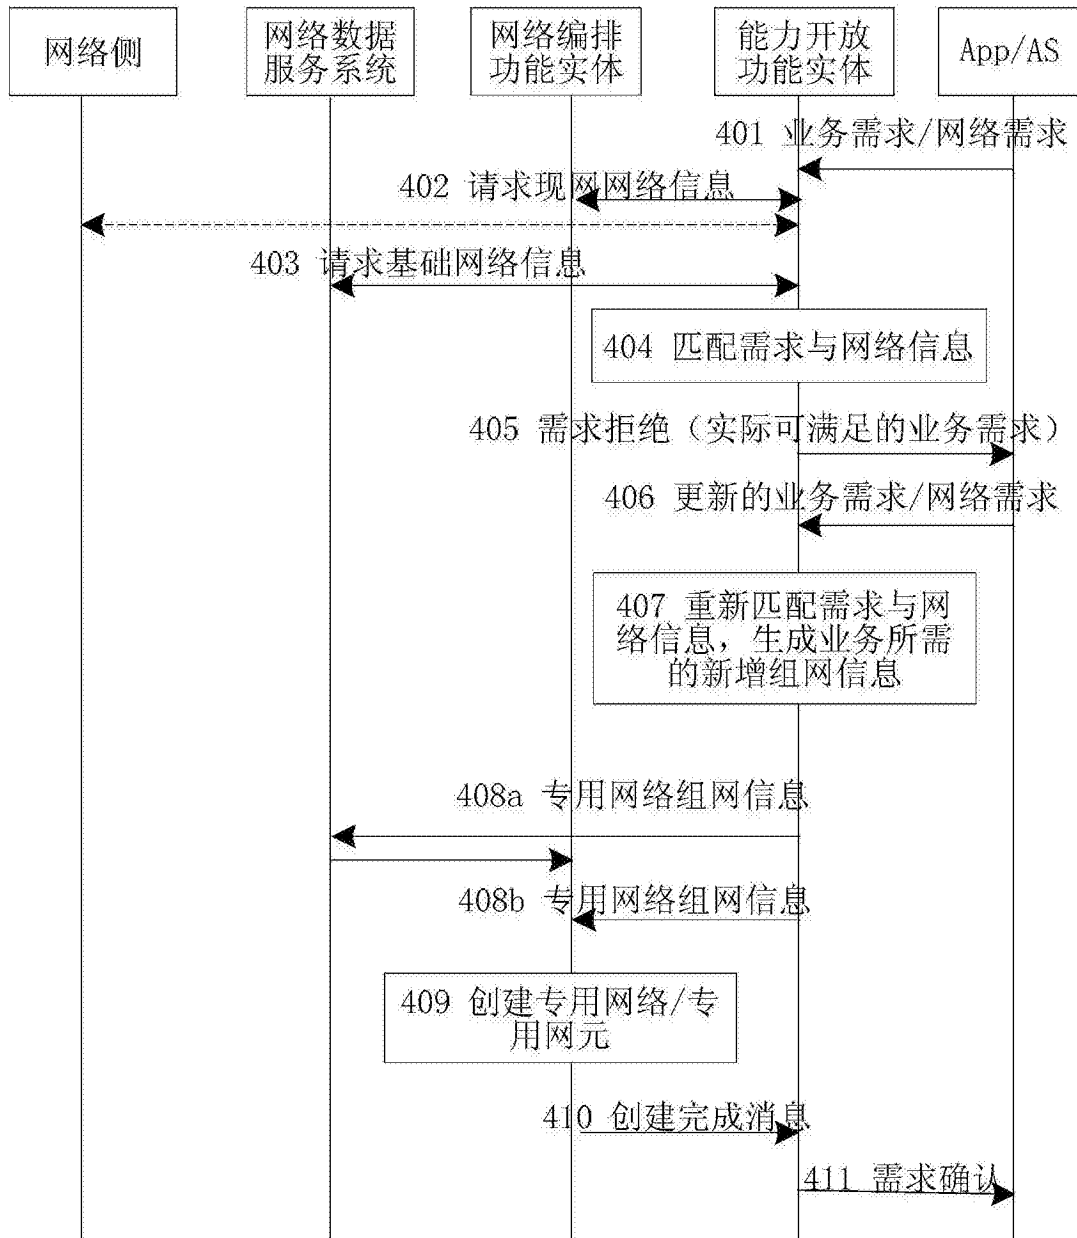 网络侧
网络数据
服务系统
网络编排
功能实体
能力开放
功能实体
App/AS
401 业务需求/网络需求
402 请求现网网络信息
403 请求基础网络信息
404 匹配需求与网络信息
405 需求拒绝（实际可满足的业务需求）
406 更新的业务需求/网络需求
407 重新匹配需求与网
络信息，生成业务所需
的新增组网信息
408a 专用网络组网信息
408b 专用网络组网信息
409 创建专用网络/专
用网元
410 创建完成消息
411 需求确认